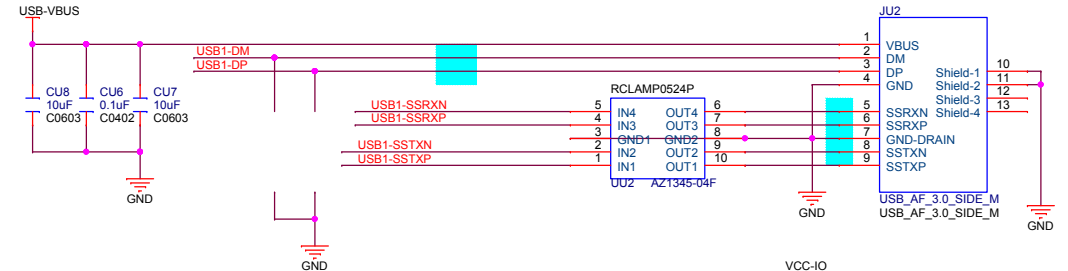 USB-VBUS
JU2
USB1-DM
USB1-DP
1
2
3
4
VBUS
DM
DP
GND
Shield-1
Shield-2
Shield-3
Shield-4
10
11
12
13
CU8
10uF
C0603
CU6
0.1uF
C0402
CU7
10uF
C0603
RCLAMP0524P
USB1-SSRXN
USB1-SSRXP
USB1-SSTXN
USB1-SSTXP
5
4
3
2
1
IN4
IN3
GND1
IN2
IN1
OUT4
OUT3
GND2
OUT2
OUT1
6
7
8
9
10
5
6
7
8
9
SSRXN
SSRXP
GND-DRAIN
SSTXN
SSTXP
UU2
AZ1345-04F
USB_AF_3.0_SIDE_M
USB_AF_3.0_SIDE_M
GND
GND
GND
GND
VCC-IO